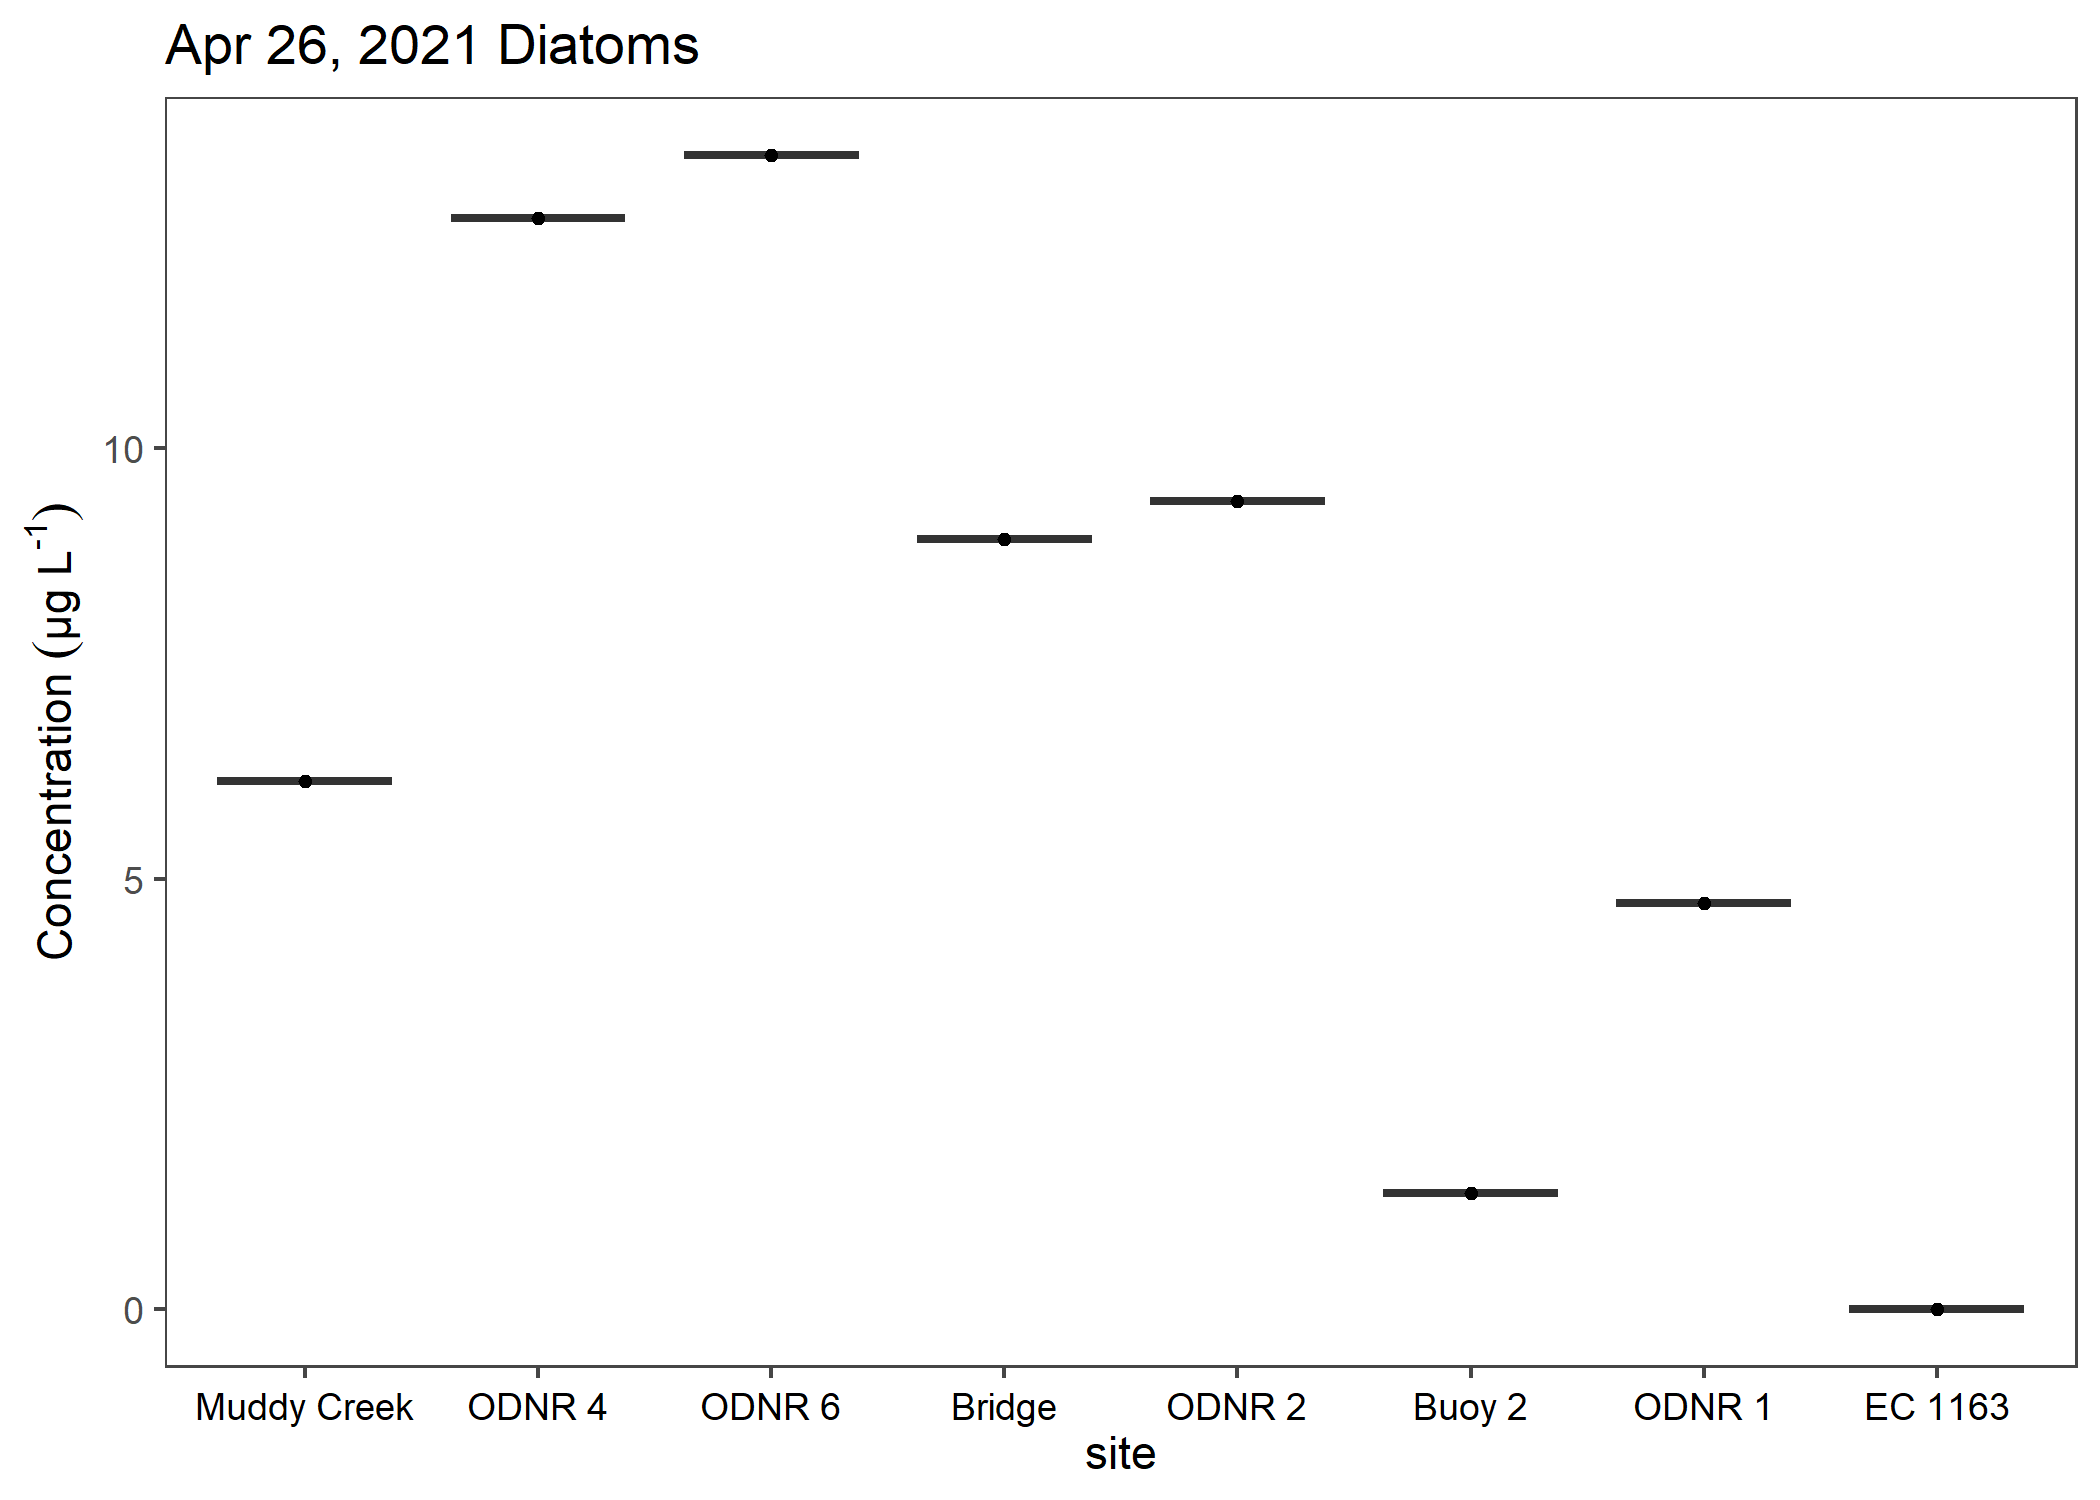 Apr 26, 2021 Diatoms
Concentration (µg L⁻¹)
10
5
0
Muddy Creek ODNR 4 ODNR 6 Bridge ODNR 2 Buoy 2 ODNR 1 EC 1163
site